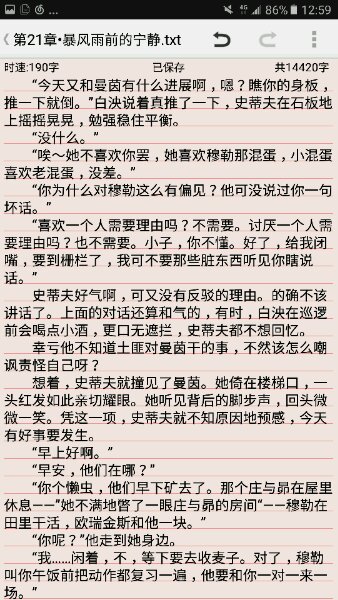 4G 86% 12:59
第21章•暴风雨前的宁静.txt
时速:190字 已保存 共14420字
“今天又和曼茵有什么进展啊，嗯？瞧你的身板，
推一下就倒。”白泱说着真推了一下，史蒂夫在石板地
上摇摇晃晃，勉强稳住平衡。
“没什么。”
“唉～她不喜欢你罢，她喜欢穆勒那混蛋，小混蛋
喜欢老混蛋，没差。”
“你为什么对穆勒这么有偏见？他可没说过你一句
坏话。”
“喜欢一个人需要理由吗？不需要。讨厌一个人需
要理由吗？也不需要。小子，你不懂。好了，给我闭
嘴，要到栅栏了，我可不要那些脏东西听见你瞎说
话。”
史蒂夫好气啊，可又没有反驳的理由。的确不该
讲话了。上面的对话还算和气的，有时，白泱在巡逻
前会喝点小酒，更口无遮拦，史蒂夫都不想回忆。
幸亏他不知道土匪对曼茵干的事，不然该怎么嘲
讽责怪自己呀？
想着，史蒂夫就撞见了曼茵。她倚在楼梯口，一
头红发如此亲切耀眼。她听见背后的脚步声，回头微
微一笑。凭这一项，史蒂夫就不知原因地预感，今天
有好事要发生。
“早上好啊。”
“早安，他们在哪？”
“你个懒虫，他们早下矿去了。那个庄与昴在屋里
休息——”她不满地瞥了一眼庄与昴的房间“——穆勒在
田里干活，欧瑞金斯和他一块。”
“你呢？”他走到她身边。
“我……闲着，不，等下要去收麦子。对了，穆勒
叫你午饭前把动作都复习一遍，他要和你一对一来一
场。”